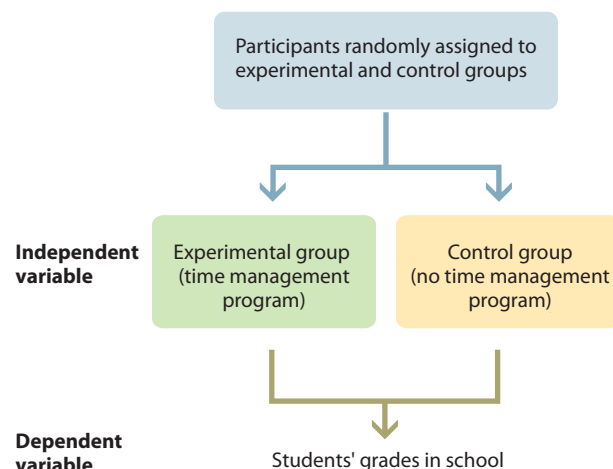 Participants randomly assigned to
experimental and control groups
Independent
variable
Experimental group
(time management
program)
Control group
(no time management
program)
Dependent
variable
Students' grades in school